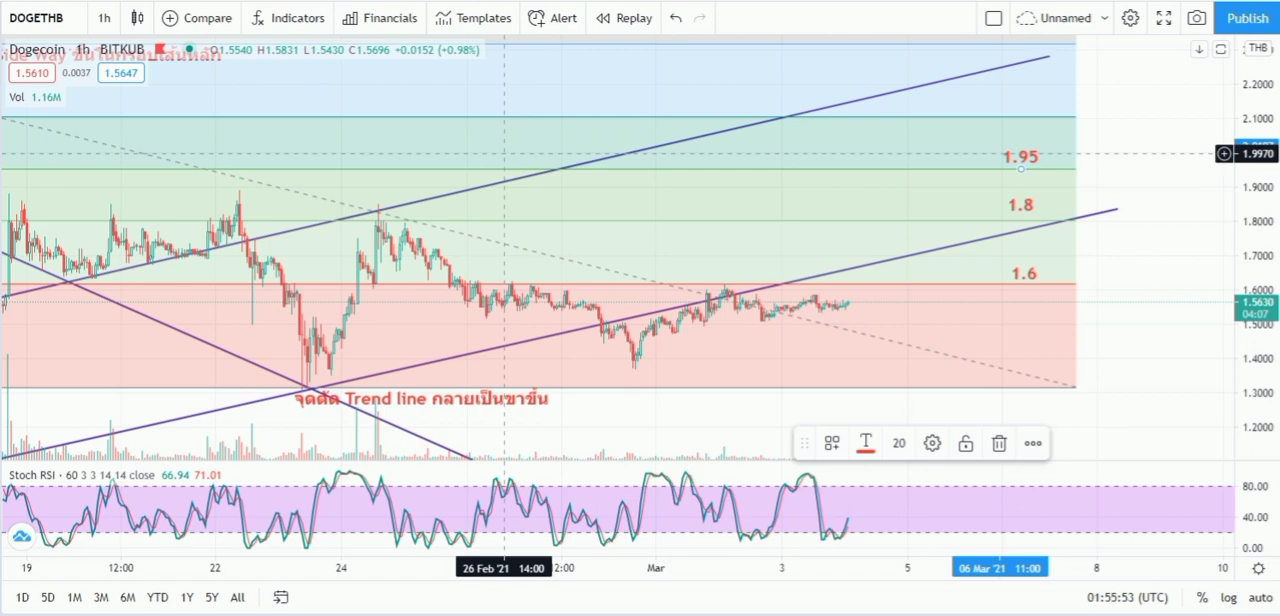 DOGETHB 1h Compare Indicators Financials Templates Alert Replay Unnamed Publish
Dogecoin · 1h · BITKUB O1.5540 H1.5831 L1.5430 C1.5696 +0.0152 (+0.98%)
1.5610 0.0037 1.5647
Vol 1.16M
THB
2.2000
2.1000
1.9970
1.95
1.9000
1.8
1.8000
1.7000
1.6
1.6000
1.5630
04:07
1.5000
1.4000
1.3000
จุดตัด Trend line กลายเป็นขาขึ้น
1.2000
T 20
Stoch RSI · 60 3 3 14 14 close 66.94 71.01
80.00
40.00
0.00
19 12:00 22 24 26 Feb '21 14:00 2:00 Mar 3 5 06 Mar '21 11:00 8 10
1D 5D 1M 3M 6M YTD 1Y 5Y All 01:55:53 (UTC) % log auto